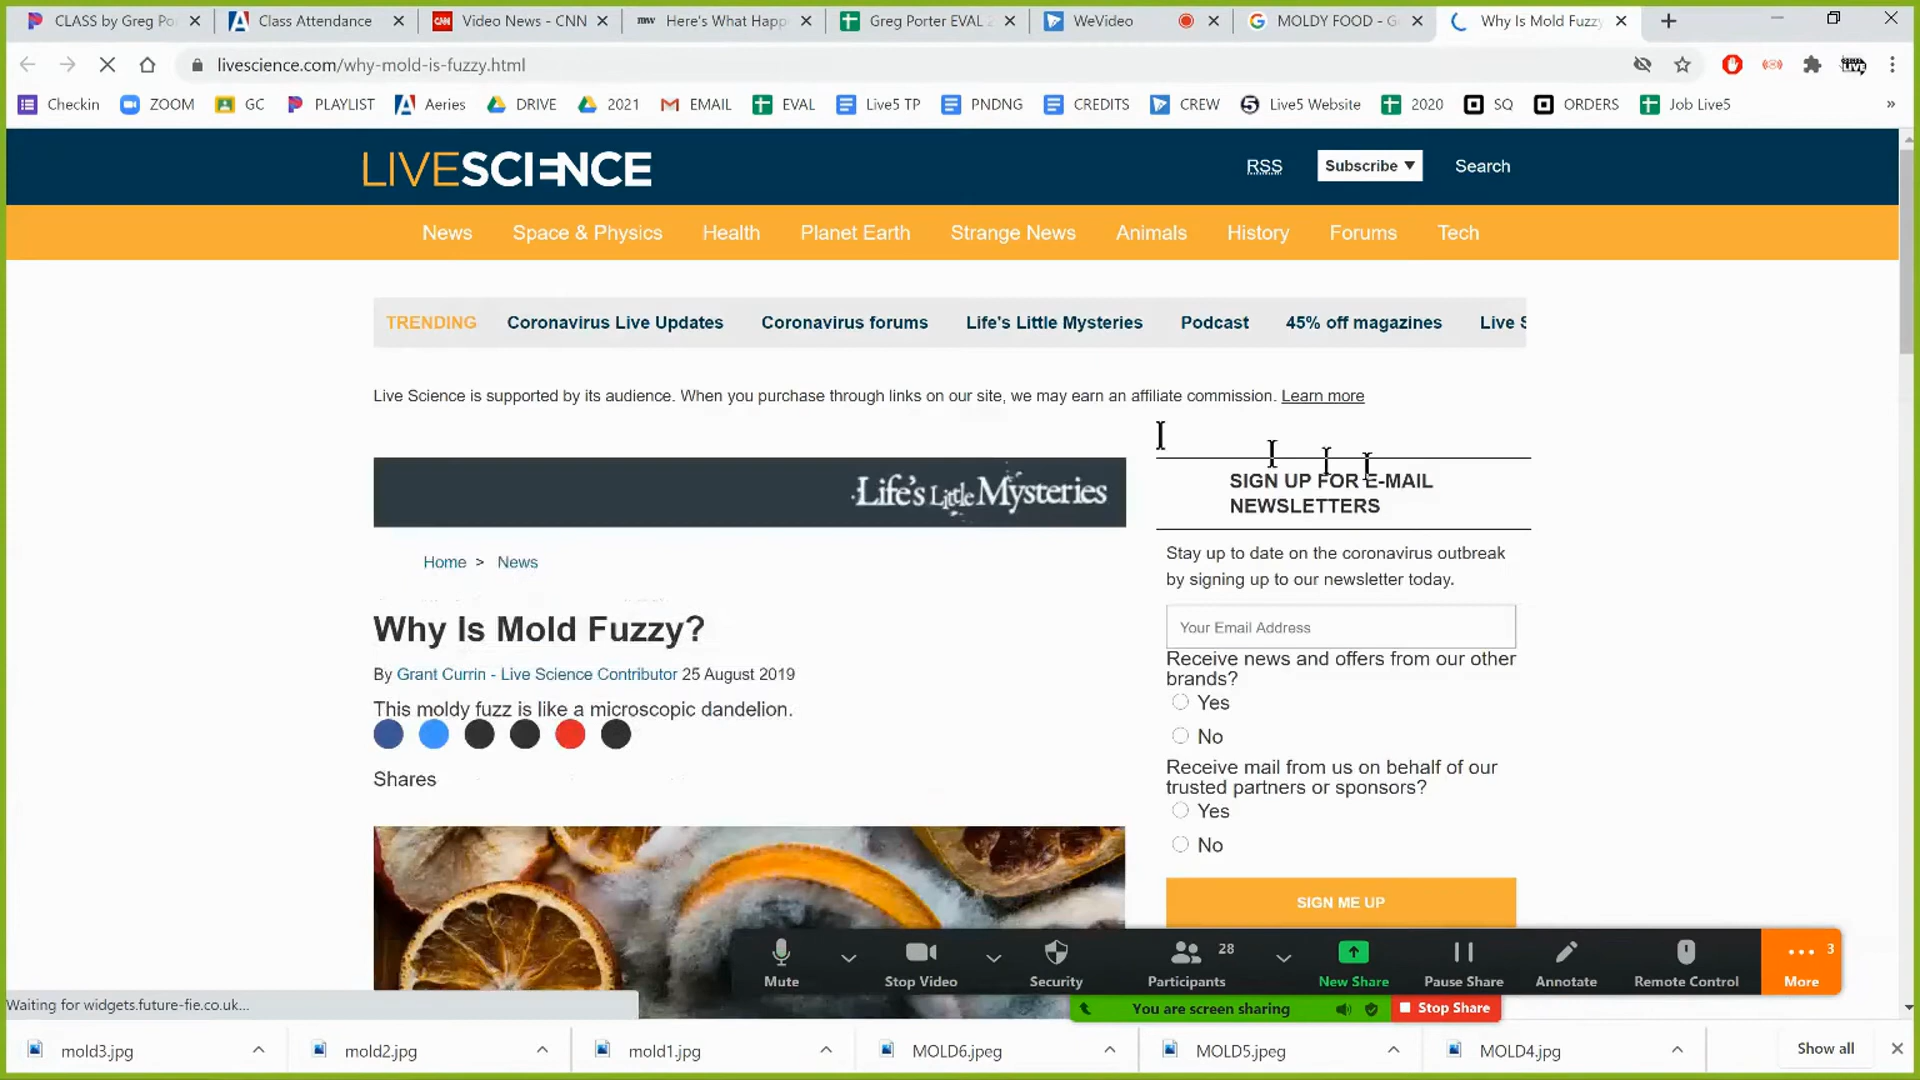 CLASS by Greg Po
Class Attendance
Video News - CNN
Here's What Happ
Greg Porter EVAL
WeVideo
MOLDY FOOD - G
Why Is Mold Fuzzy
livescience.com/why-mold-is-fuzzy.html
Checkin
ZOOM
GC
PLAYLIST
Aeries
DRIVE
2021
EMAIL
EVAL
Live5 TP
PNDNG
CREDITS
CREW
Live5 Website
2020
SQ
ORDERS
Job Live5
LIVESCIENCE
RSS
Subscribe ▼
Search
News
Space & Physics
Health
Planet Earth
Strange News
Animals
History
Forums
Tech
TRENDING
Coronavirus Live Updates
Coronavirus forums
Life's Little Mysteries
Podcast
45% off magazines
Live S
Live Science is supported by its audience. When you purchase through links on our site, we may earn an affiliate commission. Learn more
Life's Little Mysteries
Home > News
Why Is Mold Fuzzy?
By Grant Currin - Live Science Contributor 25 August 2019
This moldy fuzz is like a microscopic dandelion.
Shares
SIGN UP FOR E-MAIL
NEWSLETTERS
Stay up to date on the coronavirus outbreak
by signing up to our newsletter today.
Your Email Address
Receive news and offers from our other
brands?
Yes
No
Receive mail from us on behalf of our
trusted partners or sponsors?
Yes
No
SIGN ME UP
Mute
Stop Video
Security
Participants
28
New Share
Pause Share
Annotate
Remote Control
More
3
You are screen sharing
Stop Share
Waiting for widgets.future-fie.co.uk...
mold3.jpg
mold2.jpg
mold1.jpg
MOLD6.jpeg
MOLD5.jpeg
MOLD4.jpg
Show all